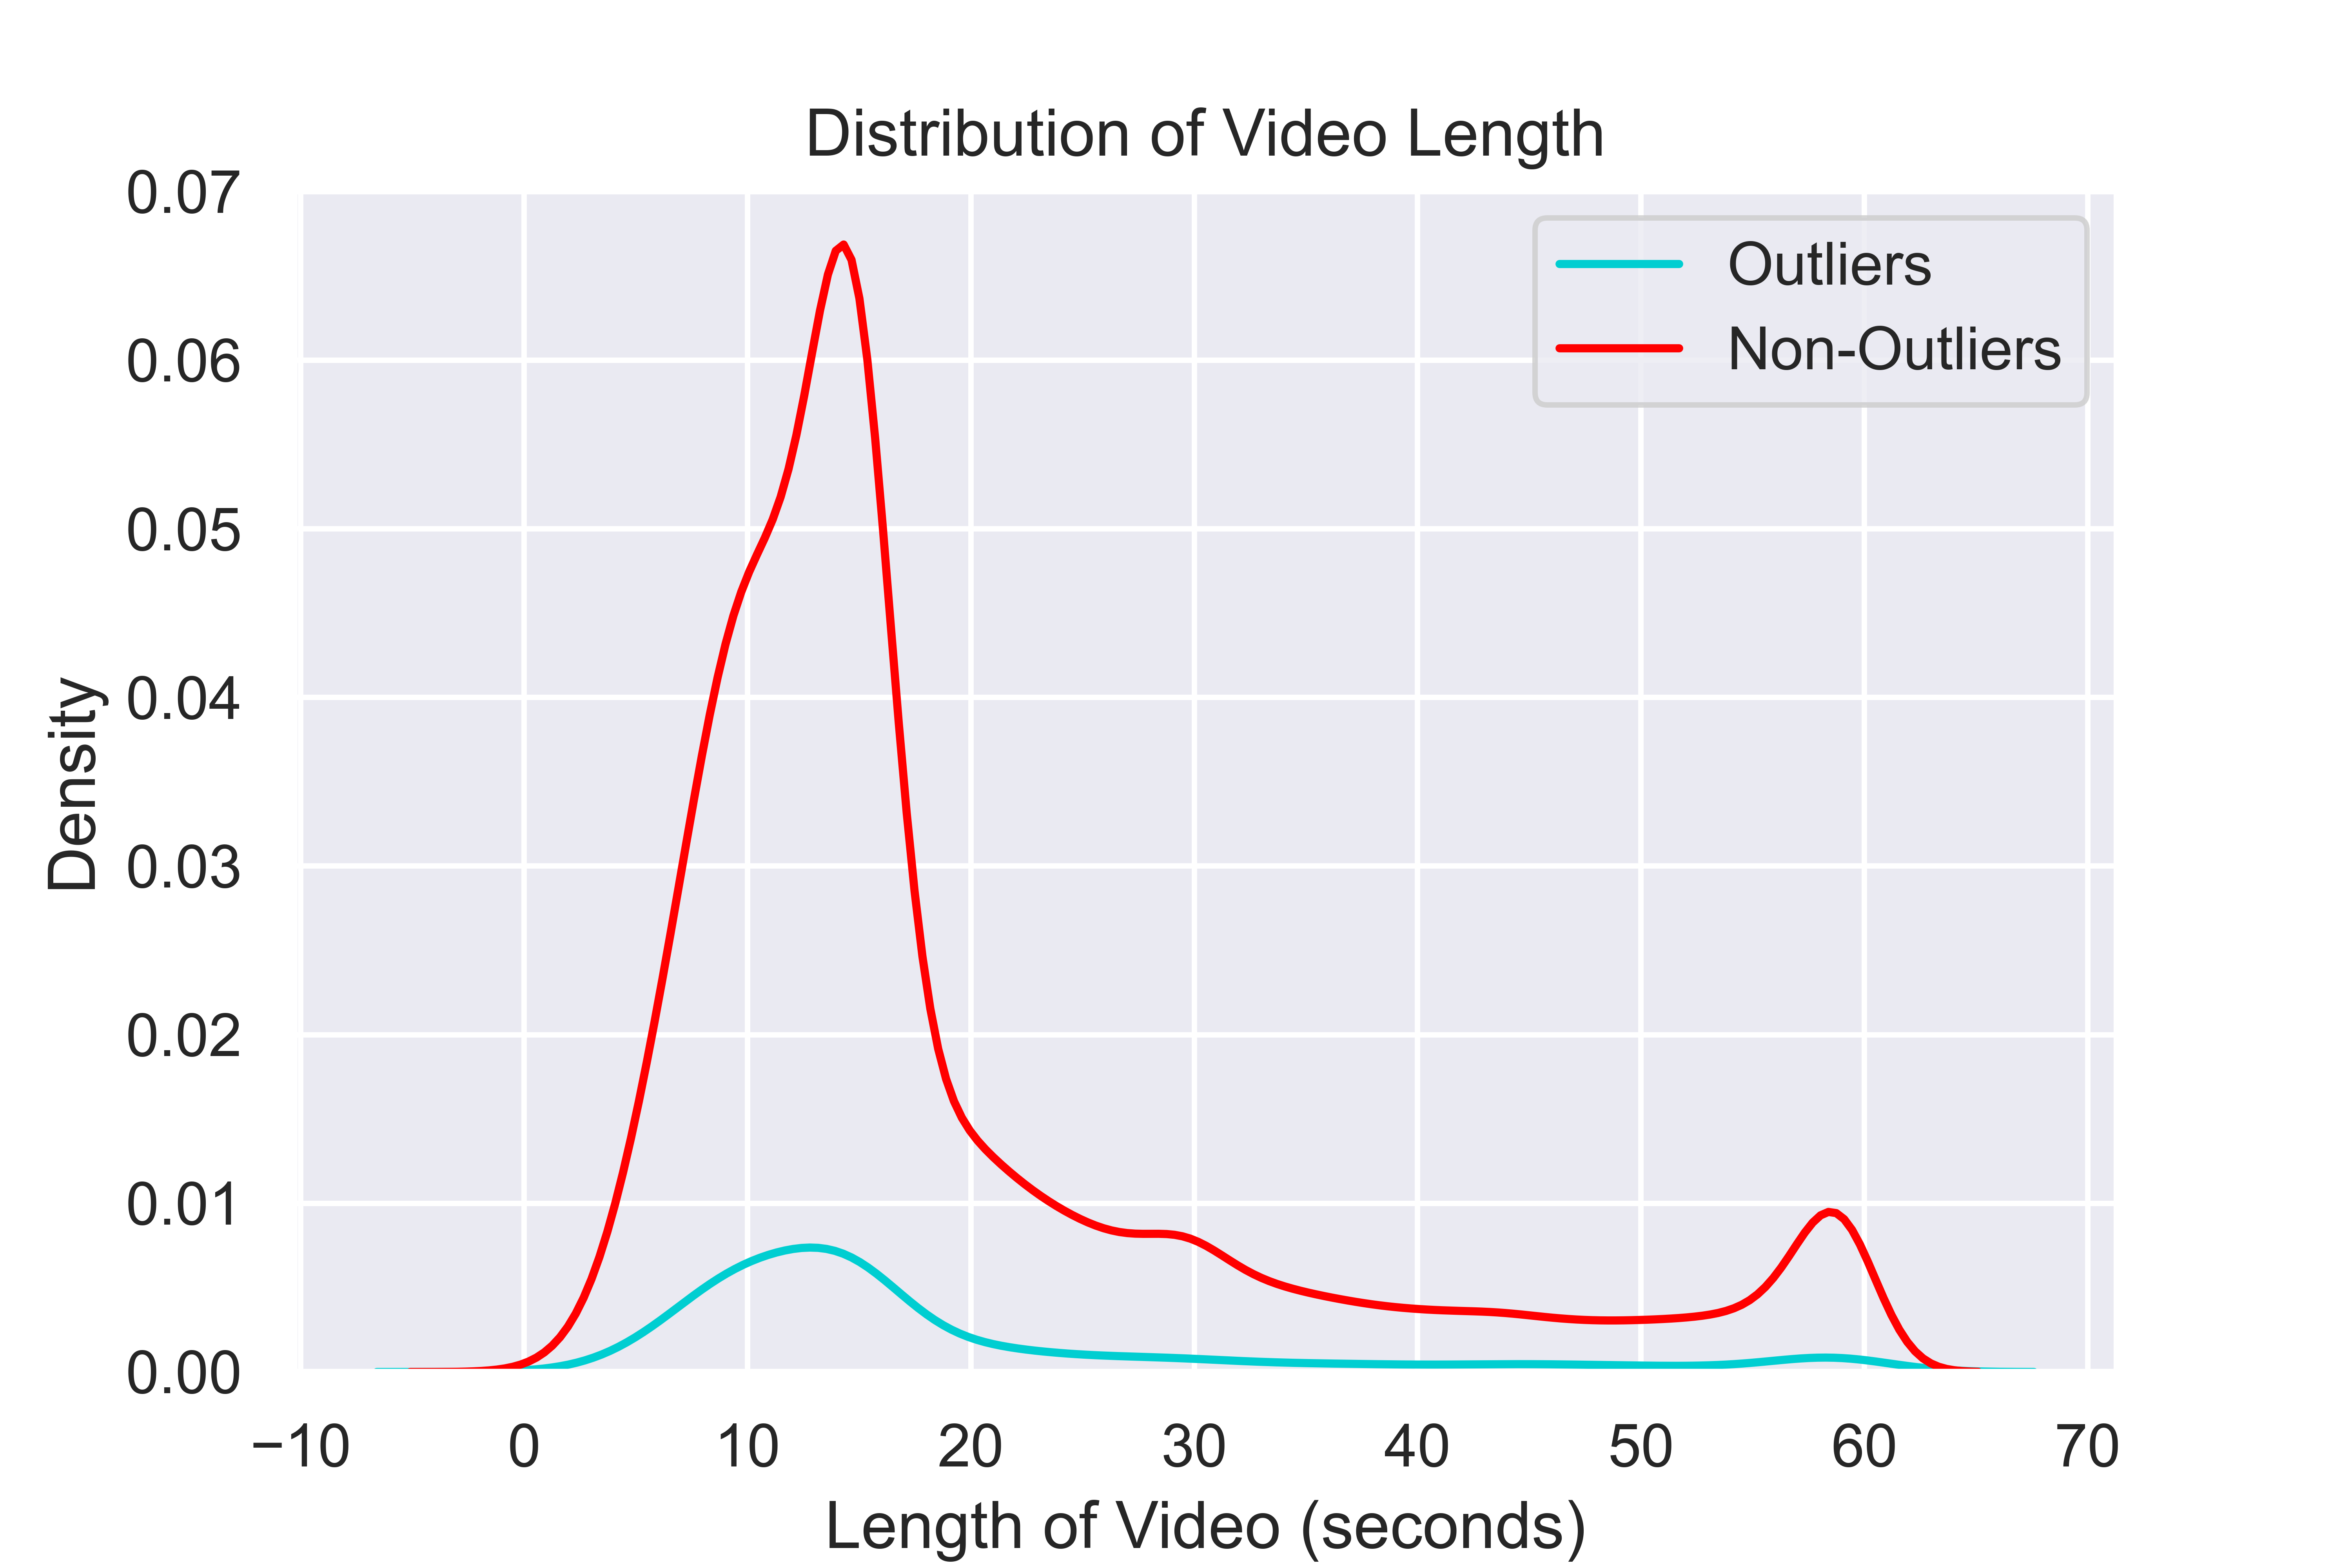 Distribution of Video Length
Outliers
Non-Outliers
0.07
0.06
0.05
0.04
0.03
0.02
0.01
0.00
Density
−10 0 10 20 30 40 50 60 70
Length of Video (seconds)